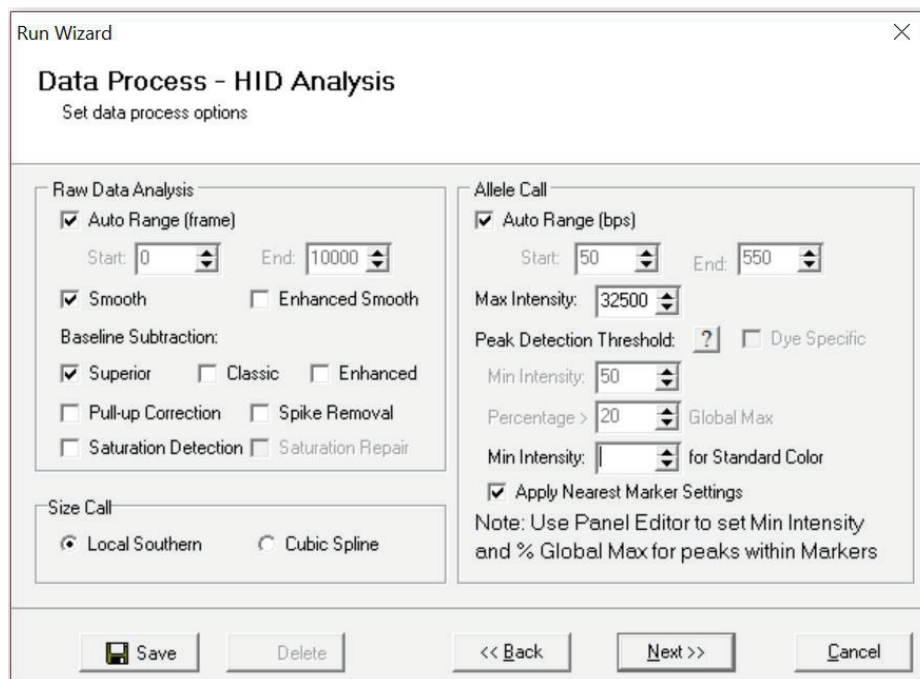 Run Wizard
Data Process - HID Analysis
Set data process options
Raw Data Analysis
Auto Range (frame)
Start: 0 End: 10000
Smooth Enhanced Smooth
Baseline Subtraction:
Superior Classic Enhanced
Pull-up Correction Spike Removal
Saturation Detection Saturation Repair
Size Call
Local Southern Cubic Spline
Allele Call
Auto Range (bps)
Start: 50 End: 550
Max Intensity: 32500
Peak Detection Threshold: ? Dye Specific
Min Intensity: 50
Percentage > 20 Global Max
Min Intensity: for Standard Color
Apply Nearest Marker Settings
Note: Use Panel Editor to set Min Intensity
and % Global Max for peaks within Markers
Save Delete << Back Next >> Cancel